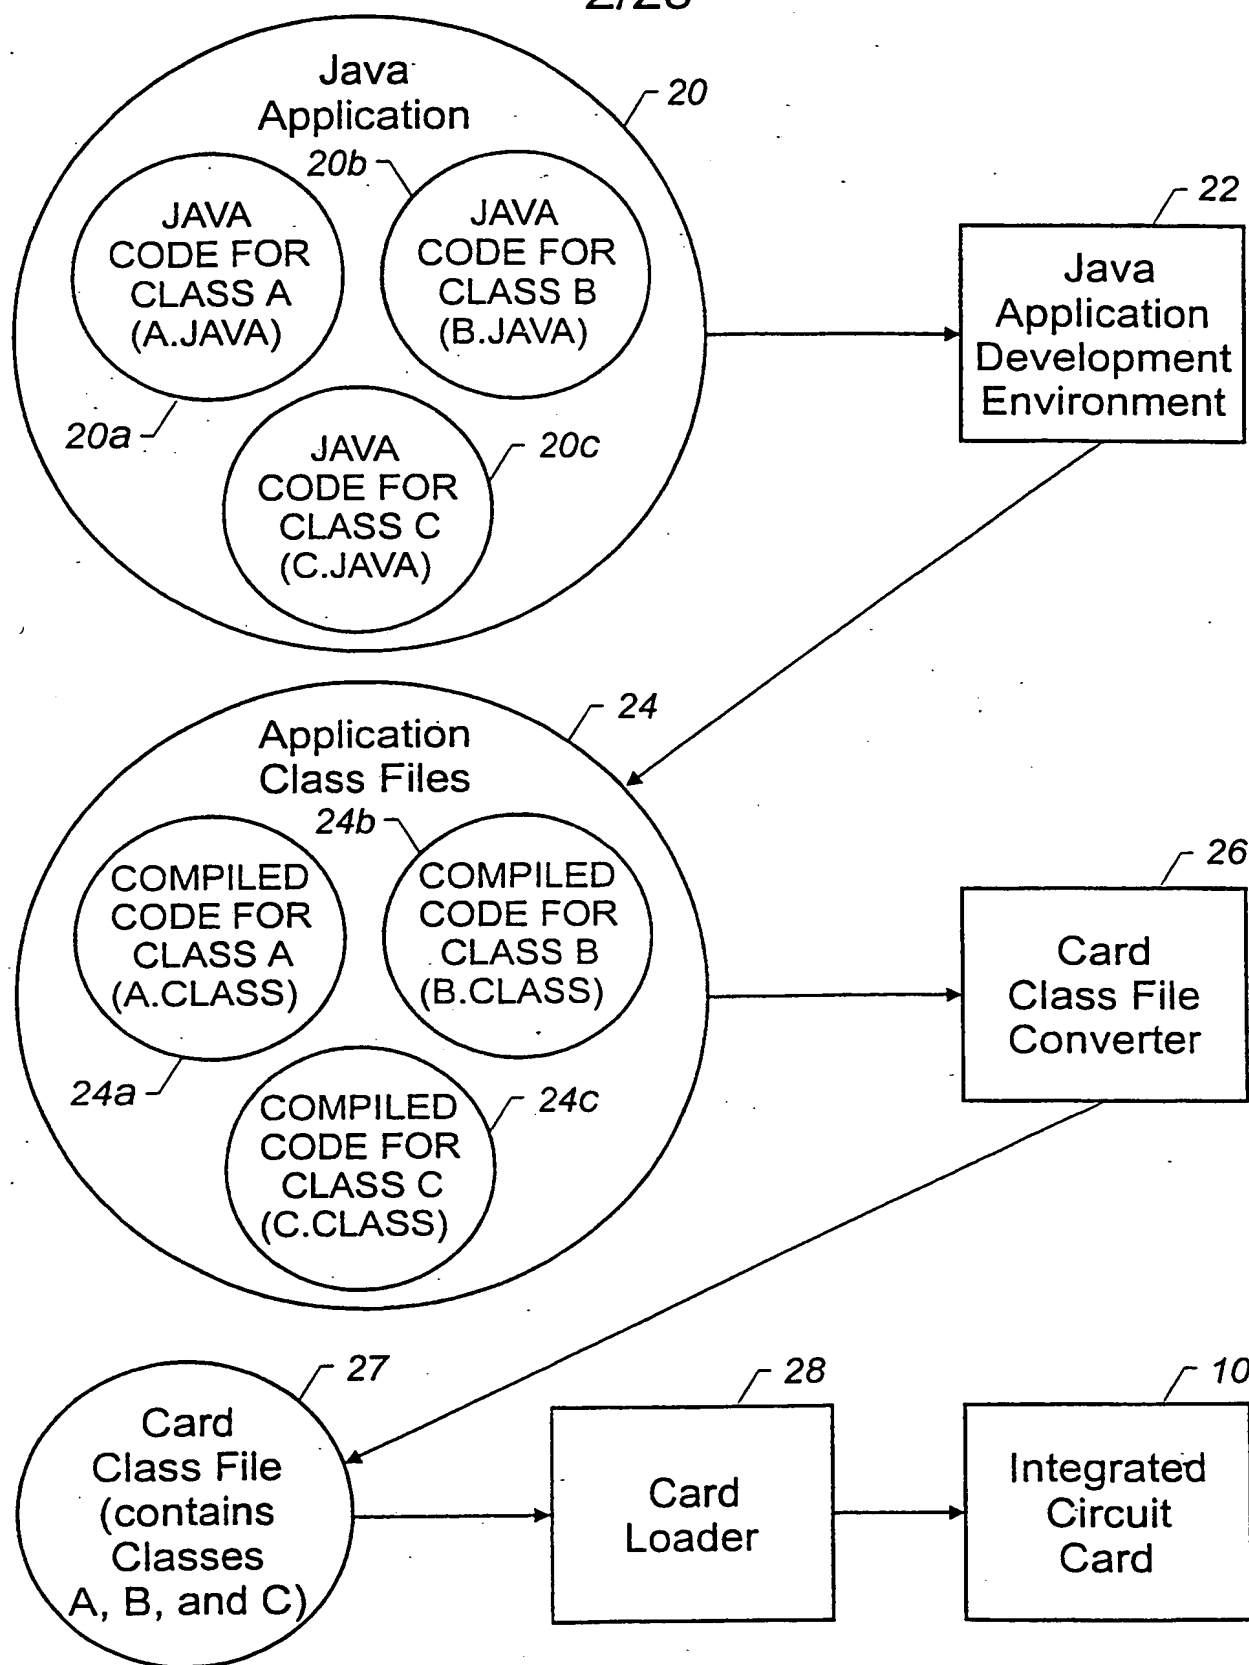 Java
Application
20
20b
JAVA
CODE FOR
CLASS A
(A.JAVA)
JAVA
CODE FOR
CLASS B
(B.JAVA)
20a
JAVA
CODE FOR
CLASS C
(C.JAVA)
20c
22
Java
Application
Development
Environment
24
Application
Class Files
24b
COMPILED
CODE FOR
CLASS A
(A.CLASS)
COMPILED
CODE FOR
CLASS B
(B.CLASS)
24a
COMPILED
CODE FOR
CLASS C
(C.CLASS)
24c
26
Card
Class File
Converter
27
Card
Class File
(contains
Classes
A, B, and C)
28
Card
Loader
10
Integrated
Circuit
Card